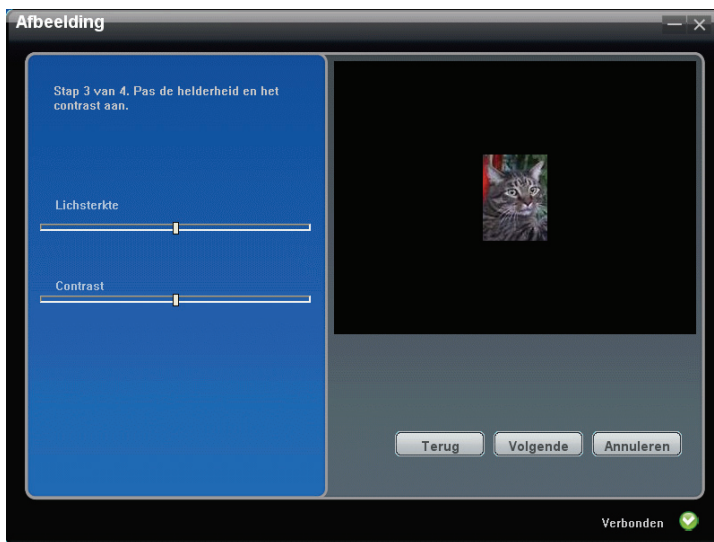 Afbeelding
Stap 3 van 4. Pas de helderheid en het
contrast aan.
Lichsterkte
Contrast
Terug
Volgende
Annuleren
Verbonden